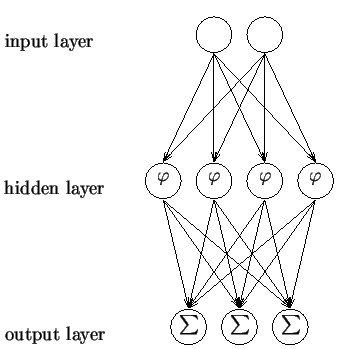 input layer
hidden layer φ φ φ φ
output layer ∑ ∑ ∑